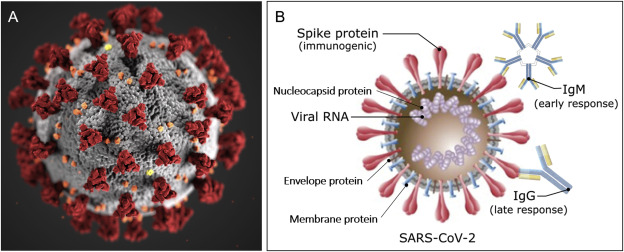 A
B
Spike protein
(immunogenic)
IgM
(early response)
Nucleocapsid protein
Viral RNA
Envelope protein
IgG
(late response)
Membrane protein
SARS-CoV-2